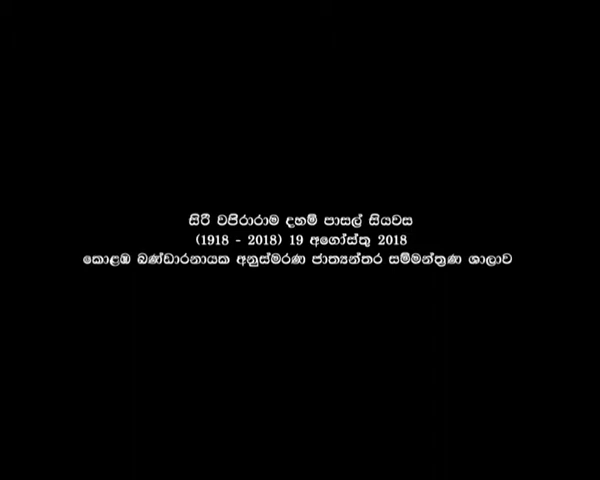 සිරි වජිරාරාම දහම් පාසල් සියවස
(1918 - 2018) 19 අගෝස්තු 2018
කොළඹ බණ්ඩාරනායක අනුස්මරණ ජාත්‍යන්තර සම්මන්ත්‍රණ ශාලාව